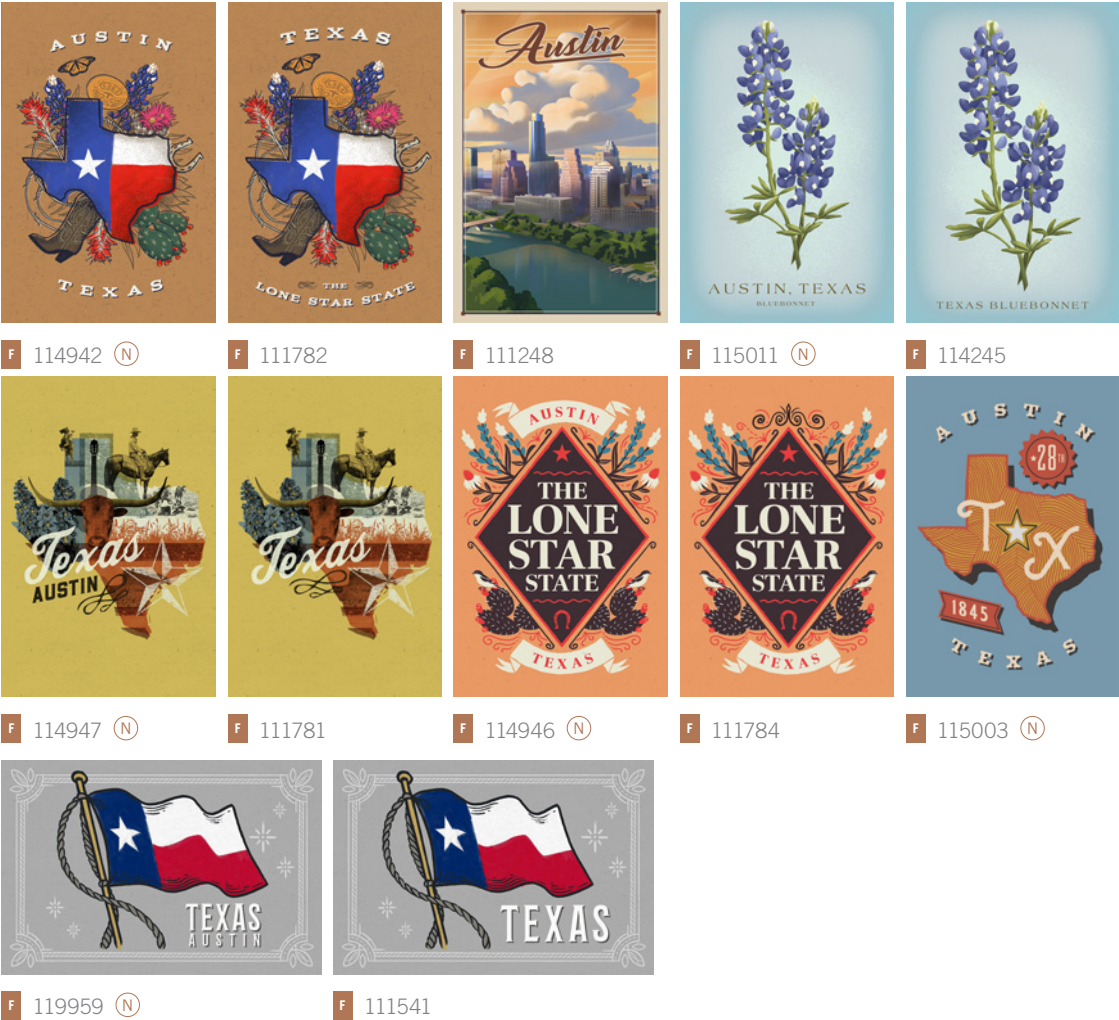 AUSTIN
TEXAS
F 114942 N
TEXAS
THE
LONE STAR STATE
F 111782
Austin
F 111248
AUSTIN, TEXAS
BLUEBONNET
F 115011 N
TEXAS BLUEBONNET
F 114245
Texas
AUSTIN
F 114947 N
Texas
F 111781
AUSTIN
THE
LONE
STAR
STATE
TEXAS
F 114946 N
THE
LONE
STAR
STATE
TEXAS
F 111784
AUSTIN
28TH
T X
1845
TEXAS
F 115003 N
TEXAS
AUSTIN
F 119959 N
TEXAS
F 111541